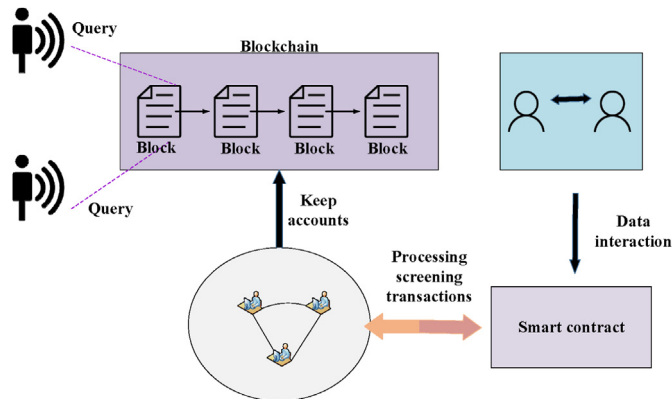 Query
Blockchain
Block
Block
Block
Block
Query
Keep
accounts
Data
interaction
Processing
screening
transactions
Smart contract